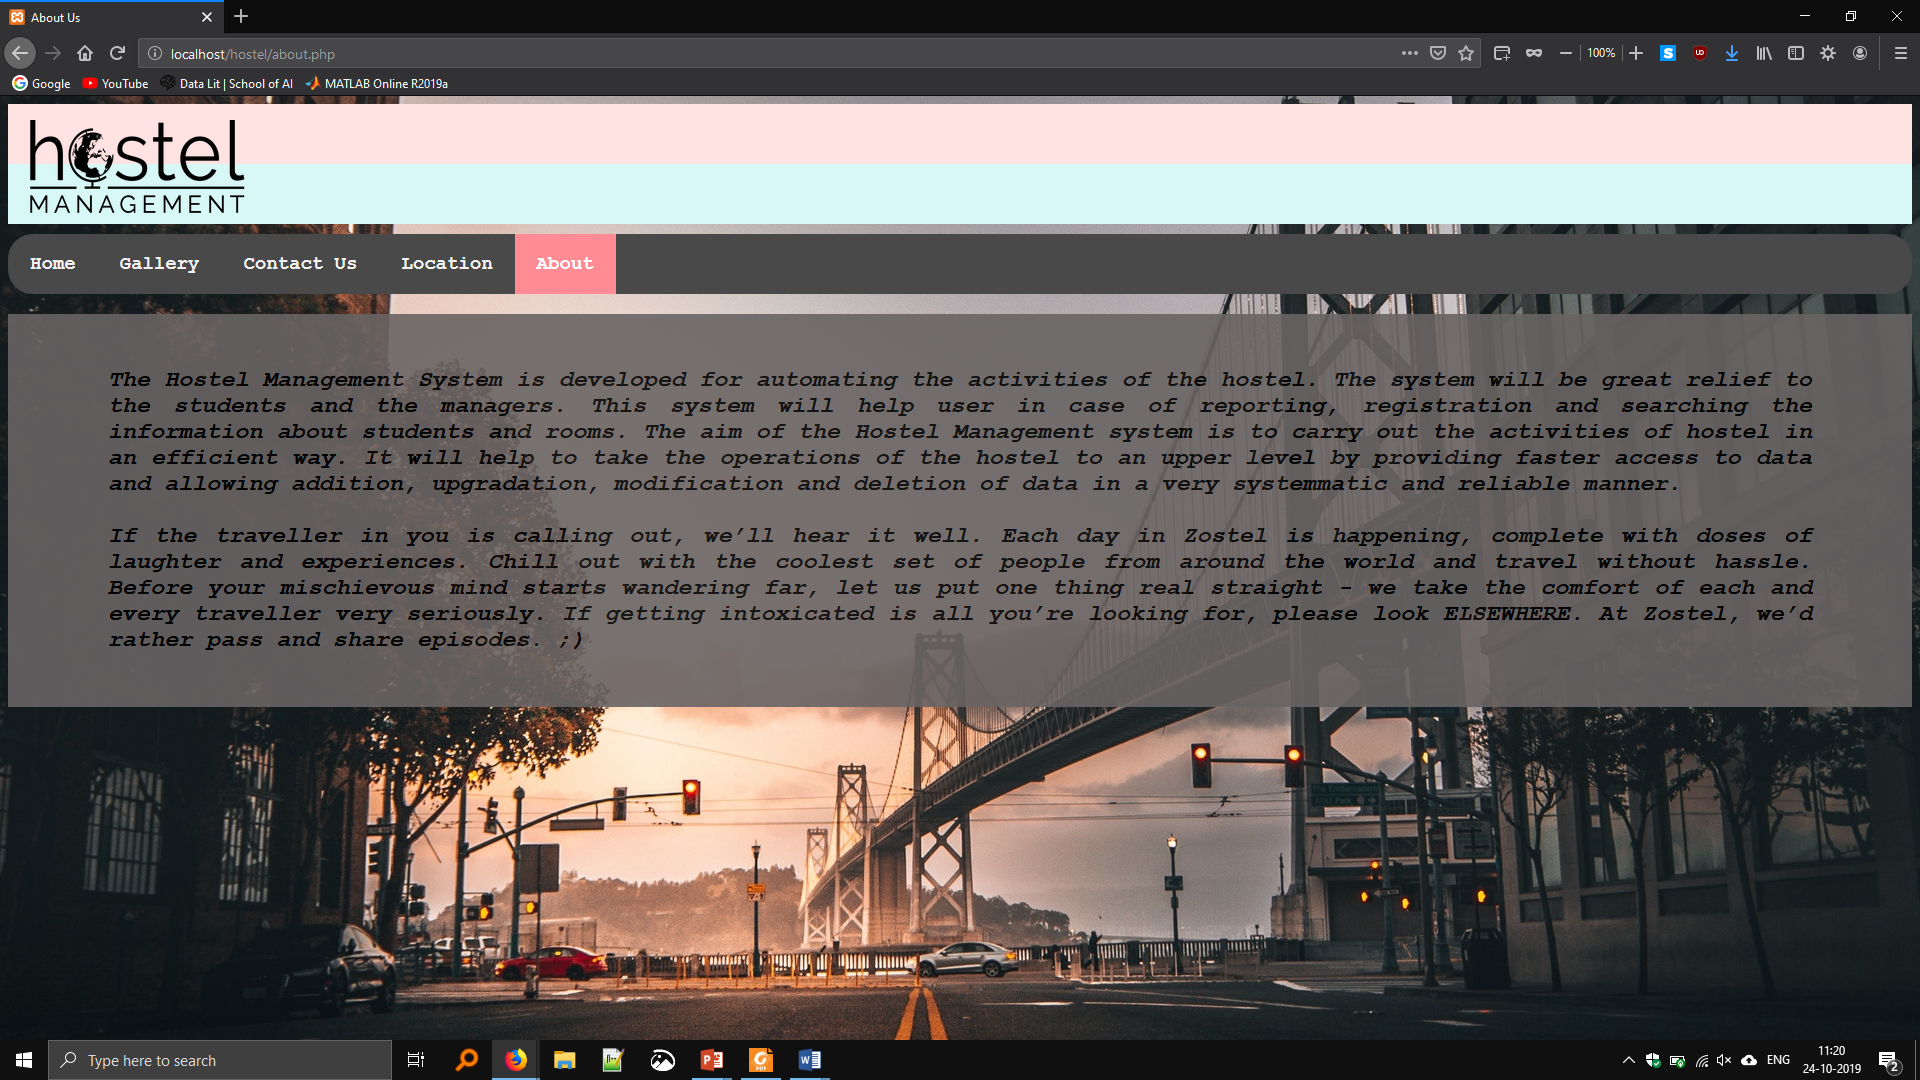 About Us
localhost/hostel/about.php
100%
Google
YouTube
Data Lit | School of AI
MATLAB Online R2019a
hostel
MANAGEMENT
Home
Gallery
Contact Us
Location
About
The Hostel Management System is developed for automating the activities of the hostel. The system will be great relief to
the students and the managers. This system will help user in case of reporting, registration and searching the
information about students and rooms. The aim of the Hostel Management system is to carry out the activities of hostel in
an efficient way. It will help to take the operations of the hostel to an upper level by providing faster access to data
and allowing addition, upgradation, modification and deletion of data in a very systemmatic and reliable manner.
If the traveller in you is calling out, we’ll hear it well. Each day in Zostel is happening, complete with doses of
laughter and experiences. Chill out with the coolest set of people from around the world and travel without hassle.
Before your mischievous mind starts wandering far, let us put one thing real straight – we take the comfort of each and
every traveller very seriously. If getting intoxicated is all you’re looking for, please look ELSEWHERE. At Zostel, we’d
rather pass and share episodes. ;)
Type here to search
ENG
11:20
24-10-2019
2